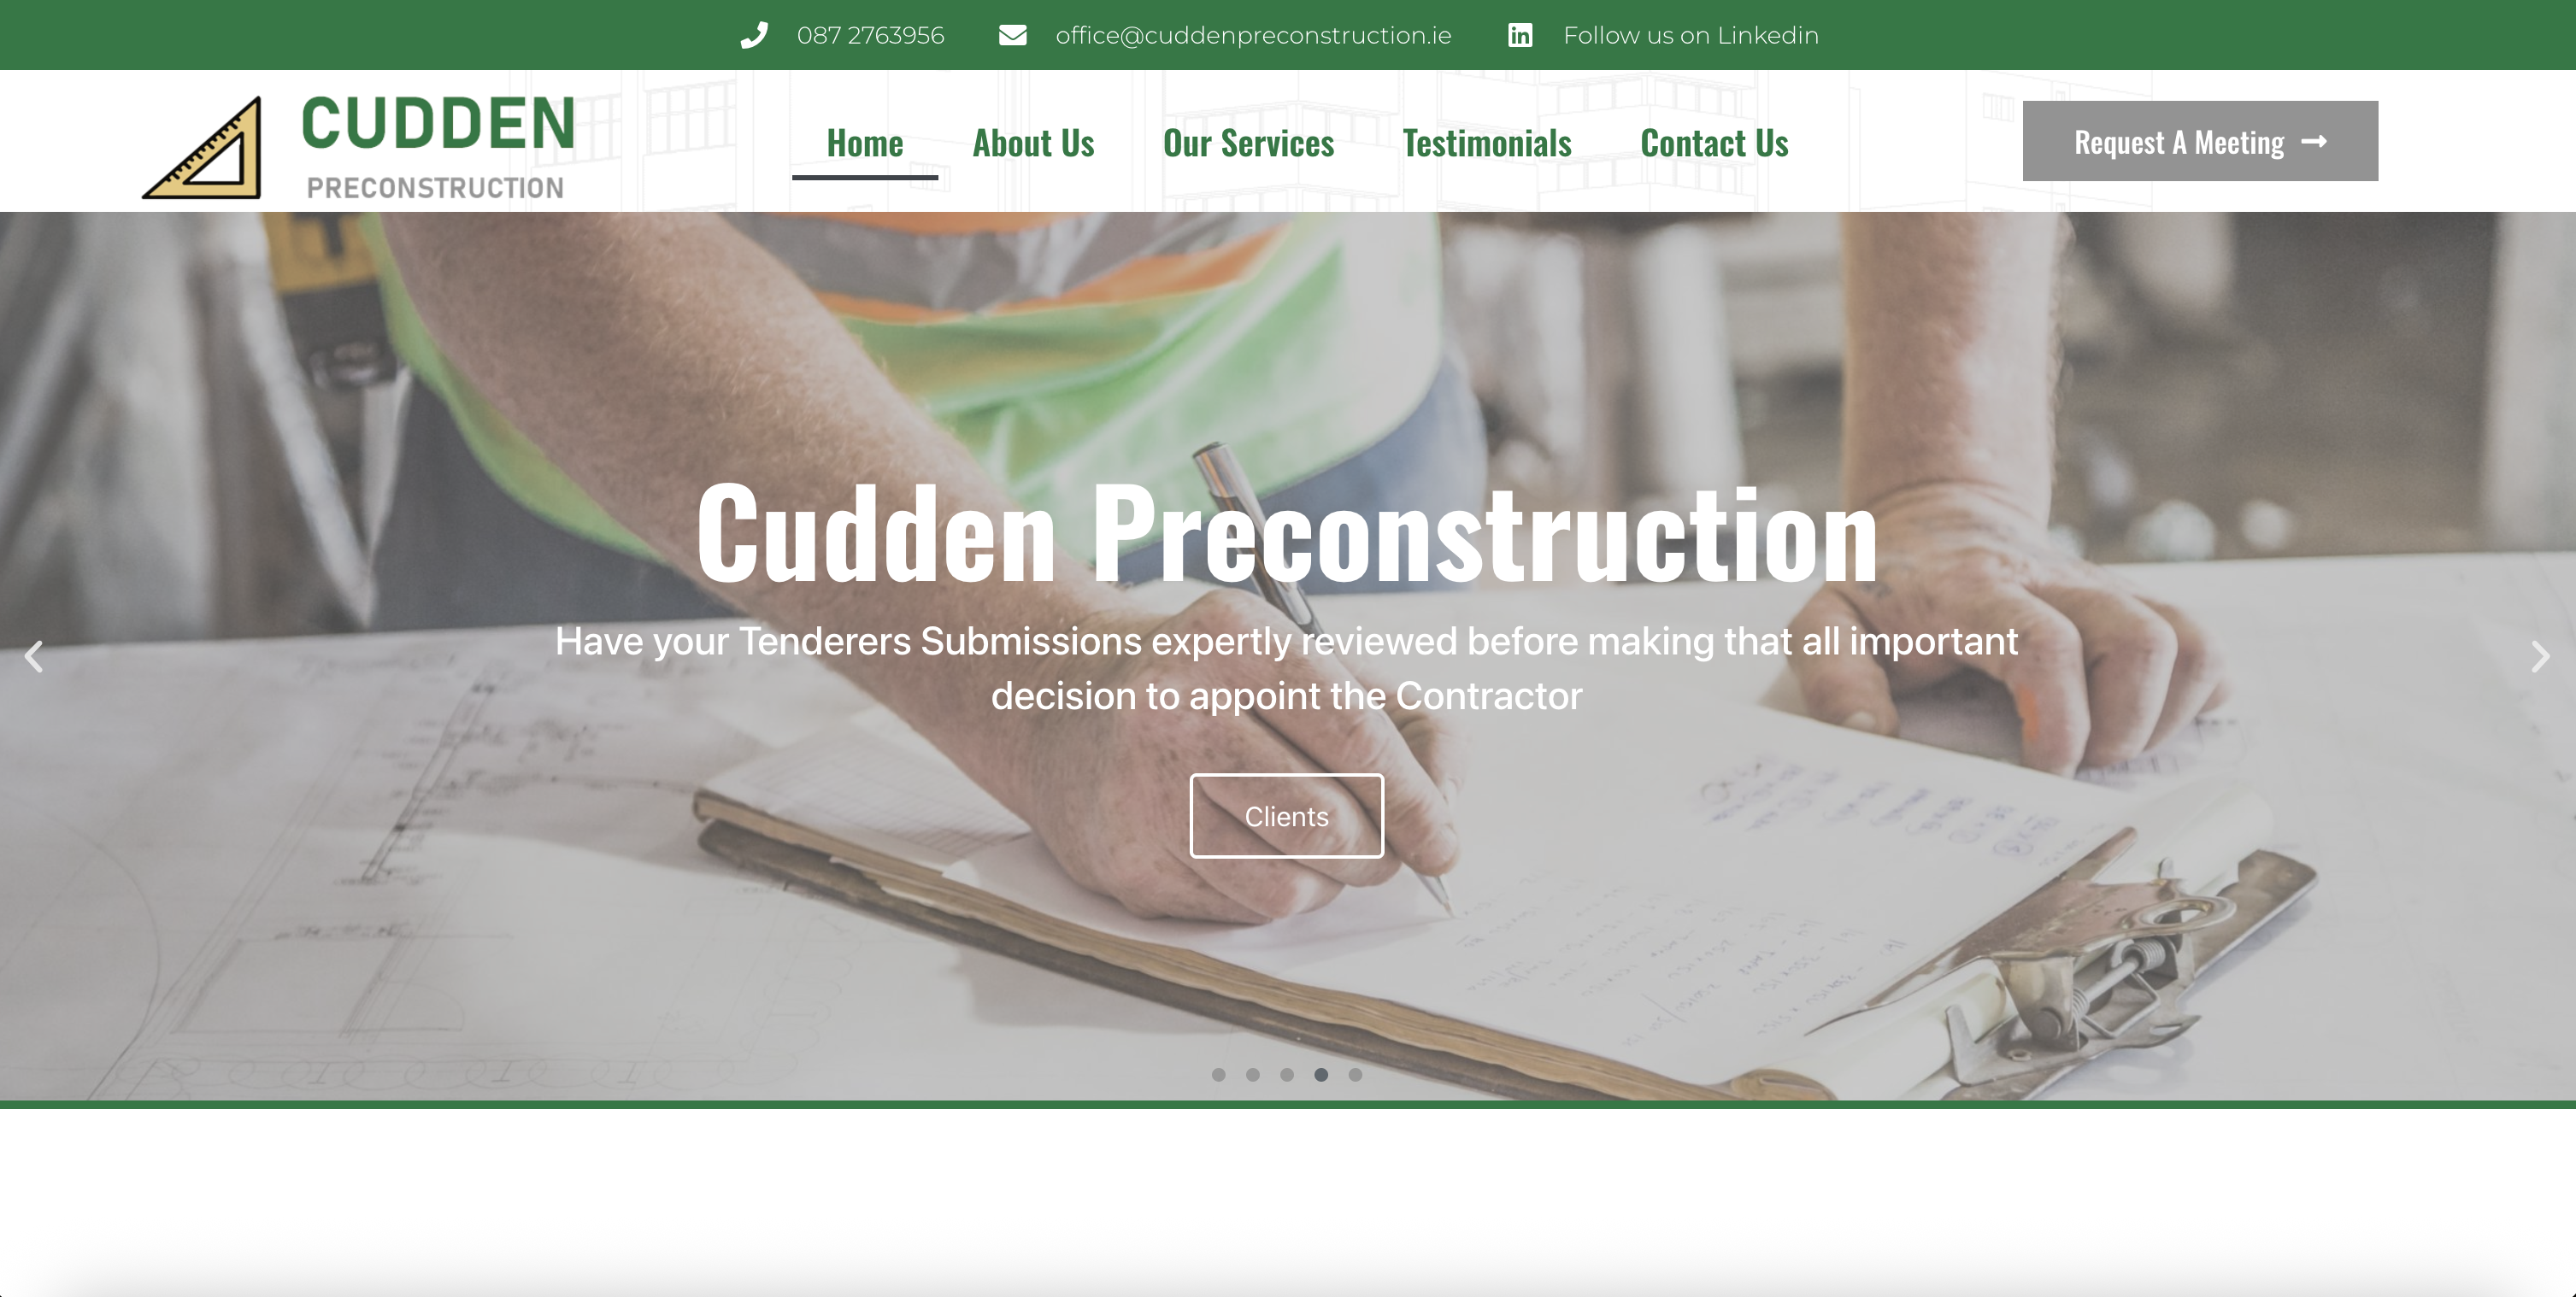 087 2763956
office@cuddenpreconstruction.ie
Follow us on Linkedin
CUDDEN
PRECONSTRUCTION
Home
About Us
Our Services
Testimonials
Contact Us
Request A Meeting
Cudden Preconstruction
Have your Tenderers Submissions expertly reviewed before making that all important
decision to appoint the Contractor
Clients